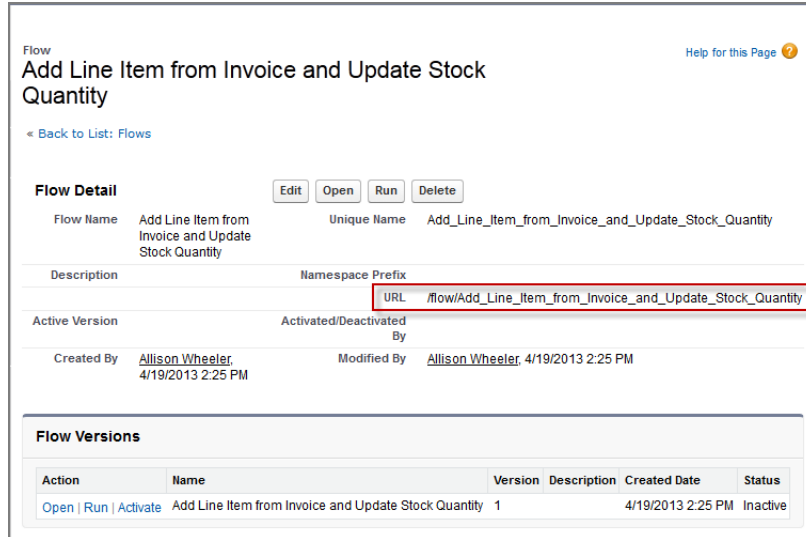 Flow
Help for this Page ?
Add Line Item from Invoice and Update Stock
Quantity
« Back to List: Flows
Flow Detail Edit Open Run Delete
Flow Name Add Line Item from Unique Name Add_Line_Item_from_Invoice_and_Update_Stock_Quantity
Invoice and Update
Stock Quantity
Description Namespace Prefix
URL /flow/Add_Line_Item_from_Invoice_and_Update_Stock_Quantity
Active Version Activated/Deactivated
By
Created By Allison Wheeler, Modified By Allison Wheeler, 4/19/2013 2:25 PM
4/19/2013 2:25 PM
Flow Versions
Action Name Version Description Created Date Status
Open | Run | Activate Add Line Item from Invoice and Update Stock Quantity 1 4/19/2013 2:25 PM Inactive